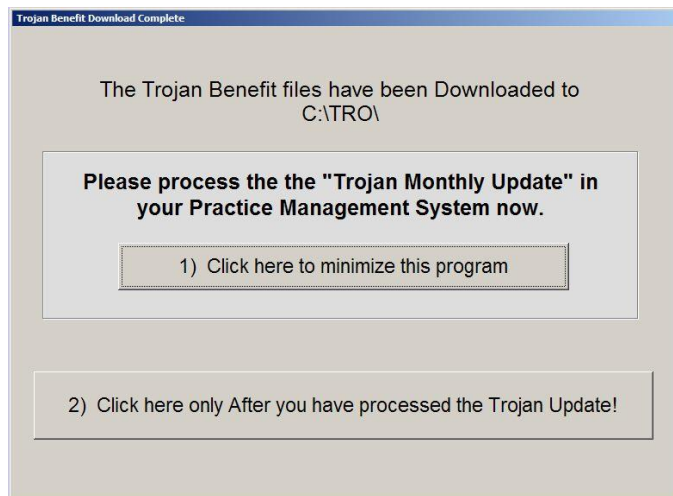 Trojan Benefit Download Complete
The Trojan Benefit files have been Downloaded to
C:\TRO\
Please process the the "Trojan Monthly Update" in
your Practice Management System now.
1) Click here to minimize this program
2) Click here only After you have processed the Trojan Update!